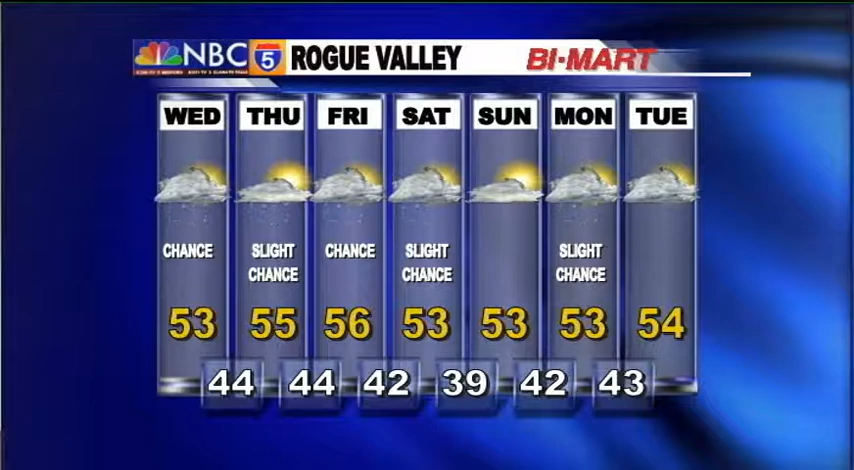 NBC 5 ROGUE VALLEY BI-MART
WED THU FRI SAT SUN MON TUE
CHANCE SLIGHT CHANCE SLIGHT SLIGHT
CHANCE CHANCE CHANCE
53 55 56 53 53 53 54
44 44 42 39 42 43